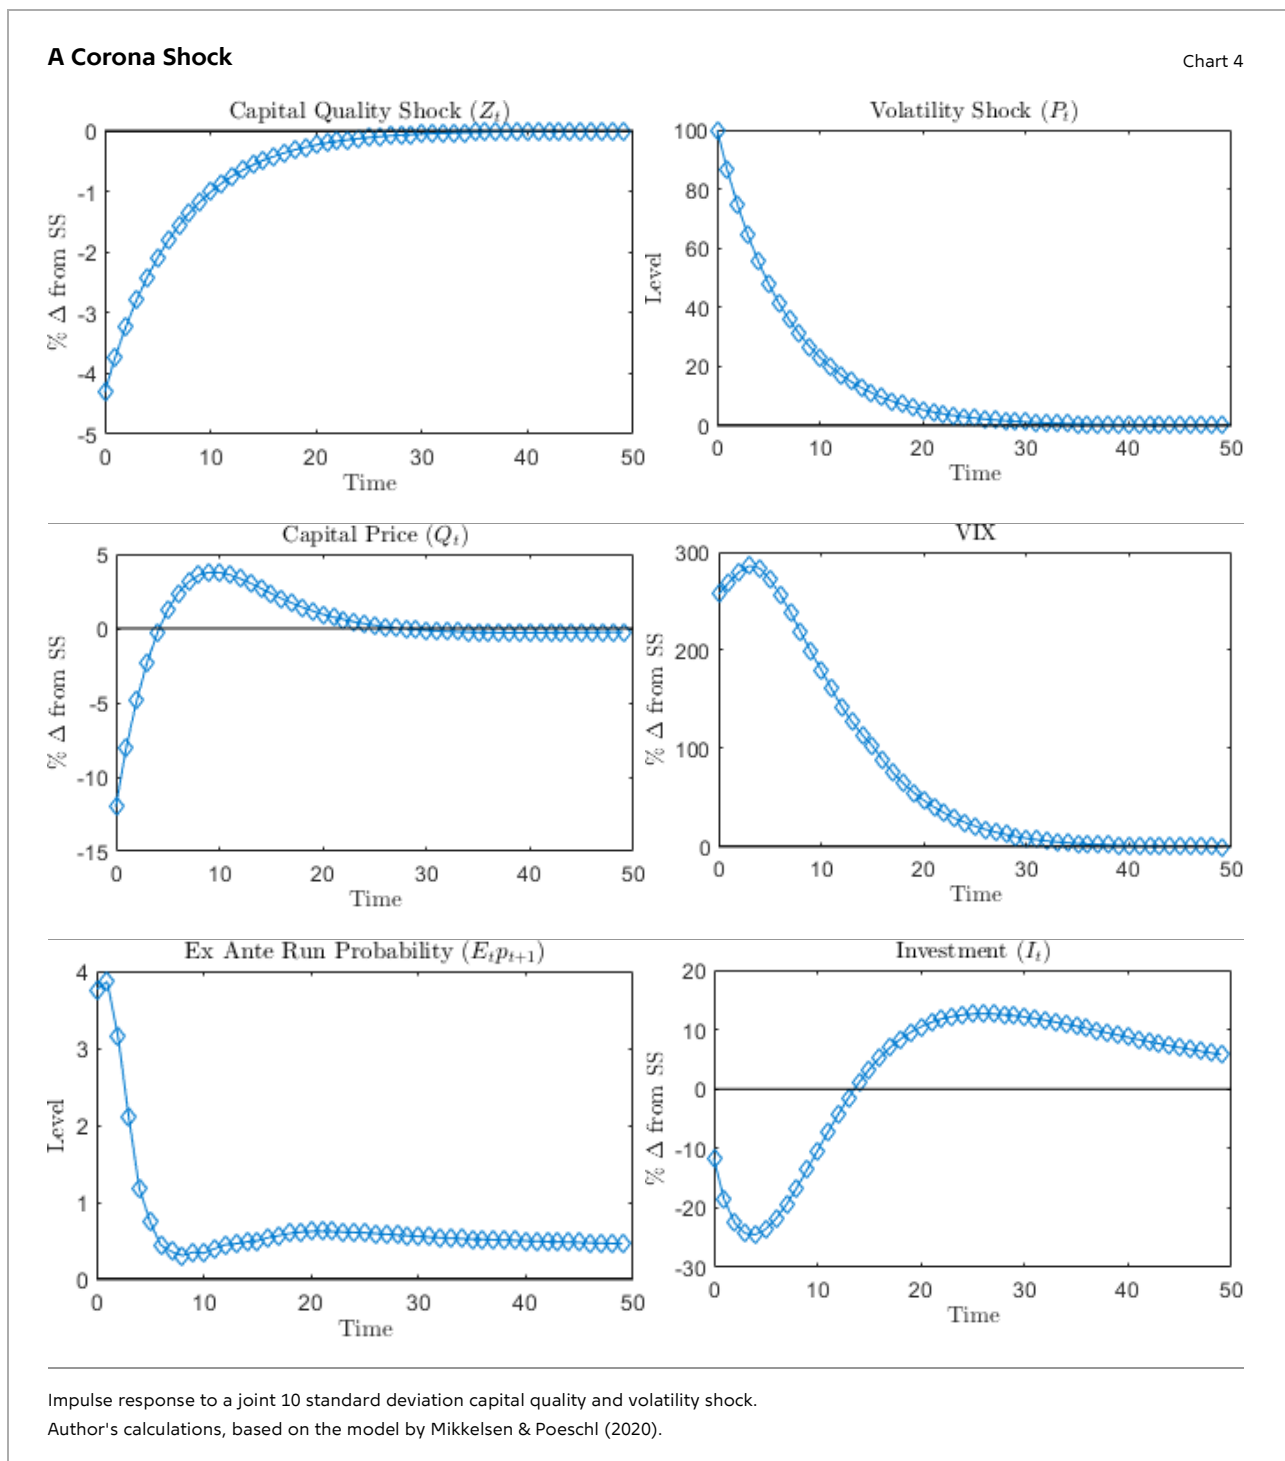 A Corona Shock
Chart 4
Capital Quality Shock (Zt)
0
-1
-2
-3
-4
-5
% Δ from SS
0 10 20 30 40 50
Time
Volatility Shock (Pt)
100
80
60
40
20
0
Level
0 10 20 30 40 50
Time
Capital Price (Qt)
5
0
-5
-10
-15
% Δ from SS
0 10 20 30 40 50
Time
VIX
300
200
100
0
% Δ from SS
0 10 20 30 40 50
Time
Ex Ante Run Probability (Etpt+1)
4
3
2
1
0
Level
0 10 20 30 40 50
Time
Investment (It)
20
10
0
-10
-20
-30
% Δ from SS
0 10 20 30 40 50
Time
Impulse response to a joint 10 standard deviation capital quality and volatility shock.
Author's calculations, based on the model by Mikkelsen & Poeschl (2020).